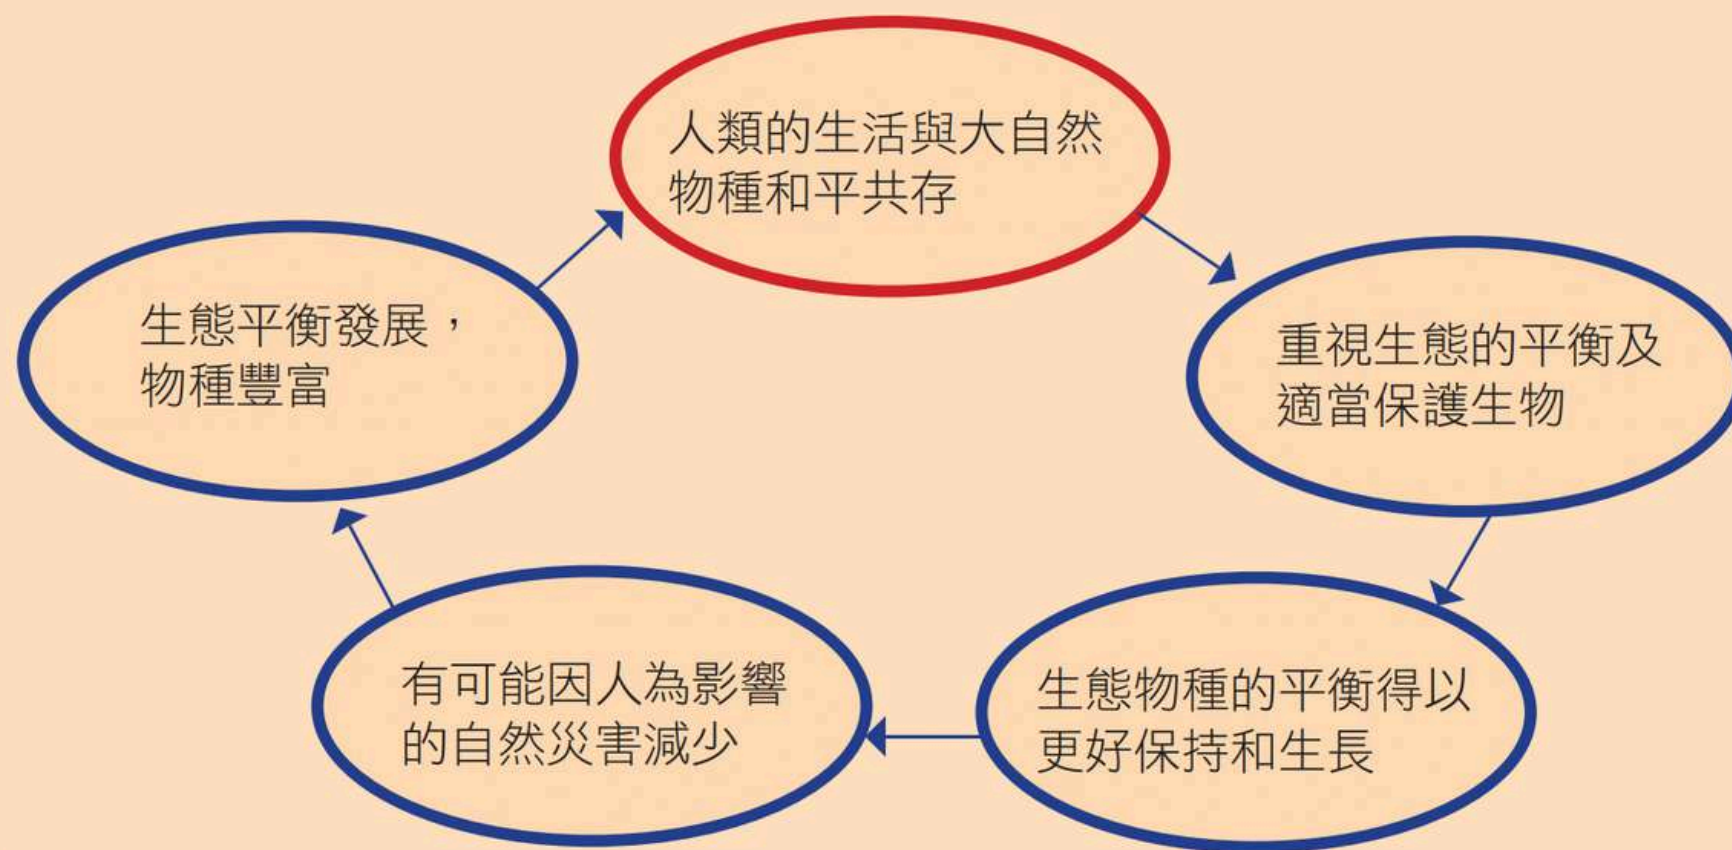 人類的生活與大自然
物種和平共存
重視生態的平衡及
適當保護生物
生態物種的平衡得以
更好保持和生長
有可能因人為影響
的自然災害減少
生態平衡發展，
物種豐富